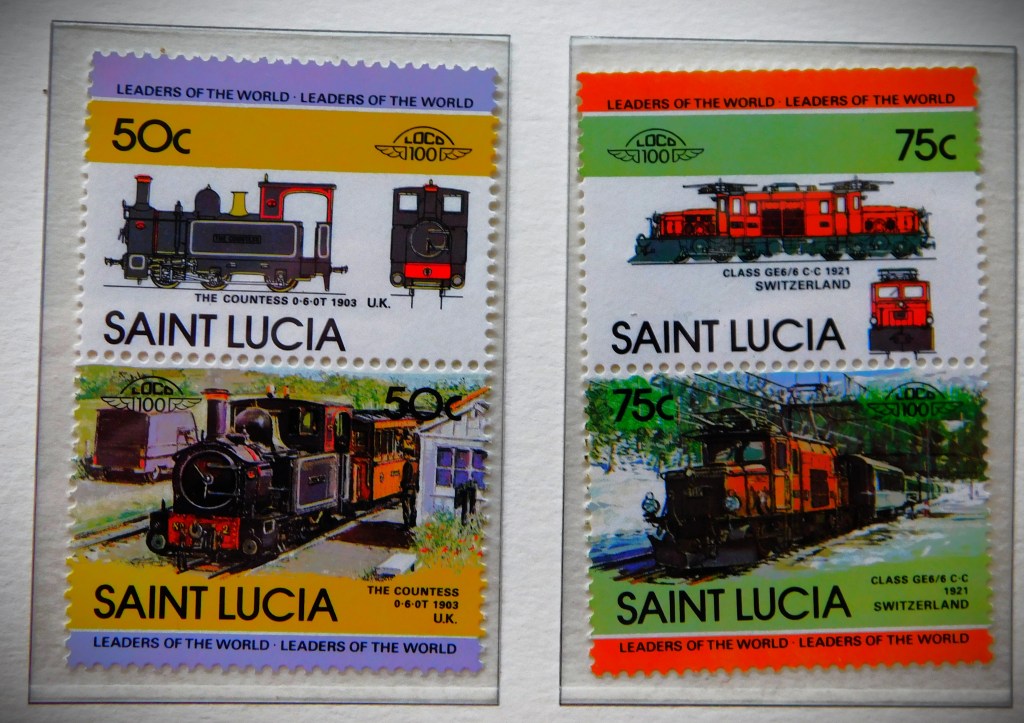 LEADERS OF THE WORLD · LEADERS OF THE WORLD
50c
LOCO
100
THE COUNTESS 0·6·0T 1903 U.K.
SAINT LUCIA
50c
LOCO
100
SAINT LUCIA
THE COUNTESS
0·6·0T 1903
U.K.
LEADERS OF THE WORLD · LEADERS OF THE WORLD
LEADERS OF THE WORLD · LEADERS OF THE WORLD
LOCO
100
75c
CLASS GE6/6 C·C 1921
SWITZERLAND
SAINT LUCIA
75c
LOCO
100
SAINT LUCIA
CLASS GE6/6 C·C
1921
SWITZERLAND
LEADERS OF THE WORLD · LEADERS OF THE WORLD